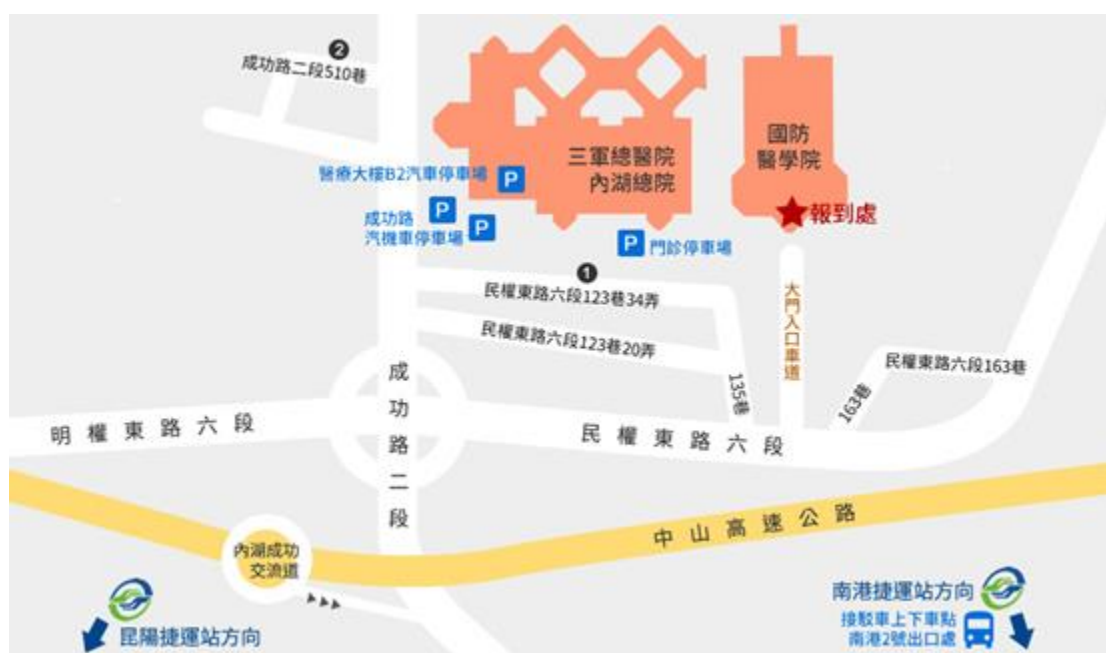 2
成功路二段510巷
三軍總醫院
內湖總院
國防
醫學院
醫療大樓B2汽車停車場
P
成功路
汽機車停車場
P
P
P
門診停車場
報到處
1
民權東路六段123巷34弄
民權東路六段123巷20弄
135巷
大門入口車道
民權東路六段163巷
163巷
成功路二段
明權東路六段
民權東路六段
中山高速公路
內湖成功
交流道
昆陽捷運站方向
南港捷運站方向
接駁車上下車點
南港2號出口處